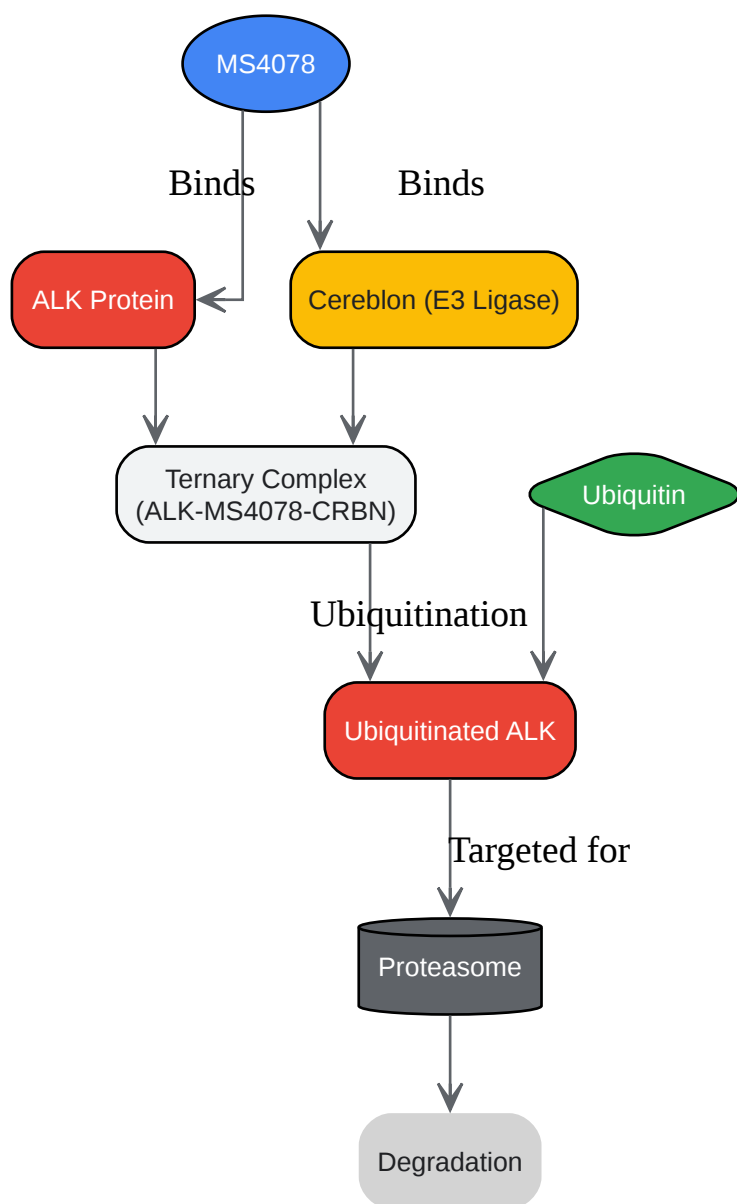 MS4078
Binds
Binds
ALK Protein
Cereblon (E3 Ligase)
Ternary Complex
(ALK-MS4078-CRBN)
Ubiquitin
Ubiquitination
Ubiquitinated ALK
Targeted for
Proteasome
Degradation